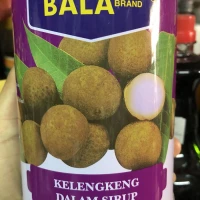 BALA
BRAND
KELENGKENG
DALAM SIRUP